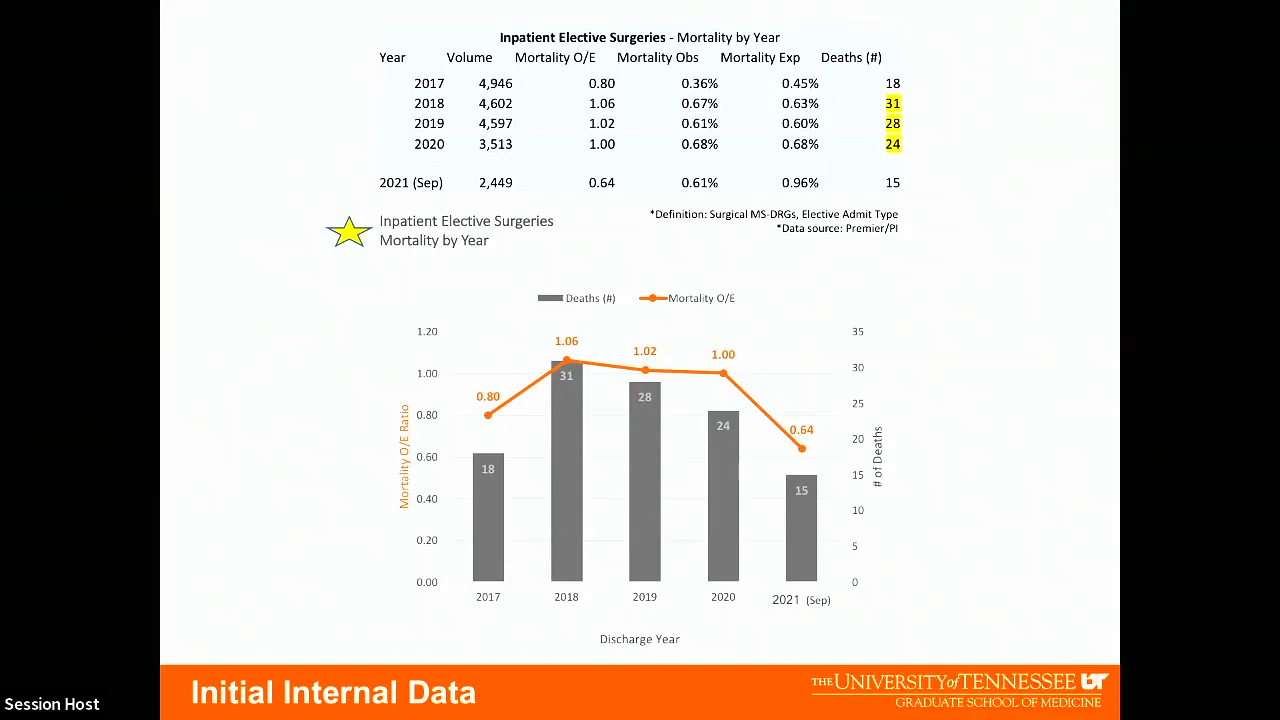 Inpatient Elective Surgeries - Mortality by Year
Year Volume Mortality O/E Mortality Obs Mortality Exp Deaths (#)
2017 4,946 0.80 0.36% 0.45% 18
2018 4,602 1.06 0.67% 0.63% 31
2019 4,597 1.02 0.61% 0.60% 28
2020 3,513 1.00 0.68% 0.68% 24
2021 (Sep) 2,449 0.64 0.61% 0.96% 15
*Definition: Surgical MS-DRGs, Elective Admit Type
*Data source: Premier/PI
Inpatient Elective Surgeries
Mortality by Year
Deaths (#) Mortality O/E
1.20
1.00
0.80
0.60
0.40
0.20
0.00
Mortality O/E Ratio
0.80
1.06
1.02
1.00
0.64
18
31
28
24
15
35
30
25
20
15
10
5
0
# of Deaths
2017 2018 2019 2020 2021 (Sep)
Discharge Year
Initial Internal Data
THE UNIVERSITY of TENNESSEE UT
GRADUATE SCHOOL OF MEDICINE
Session Host